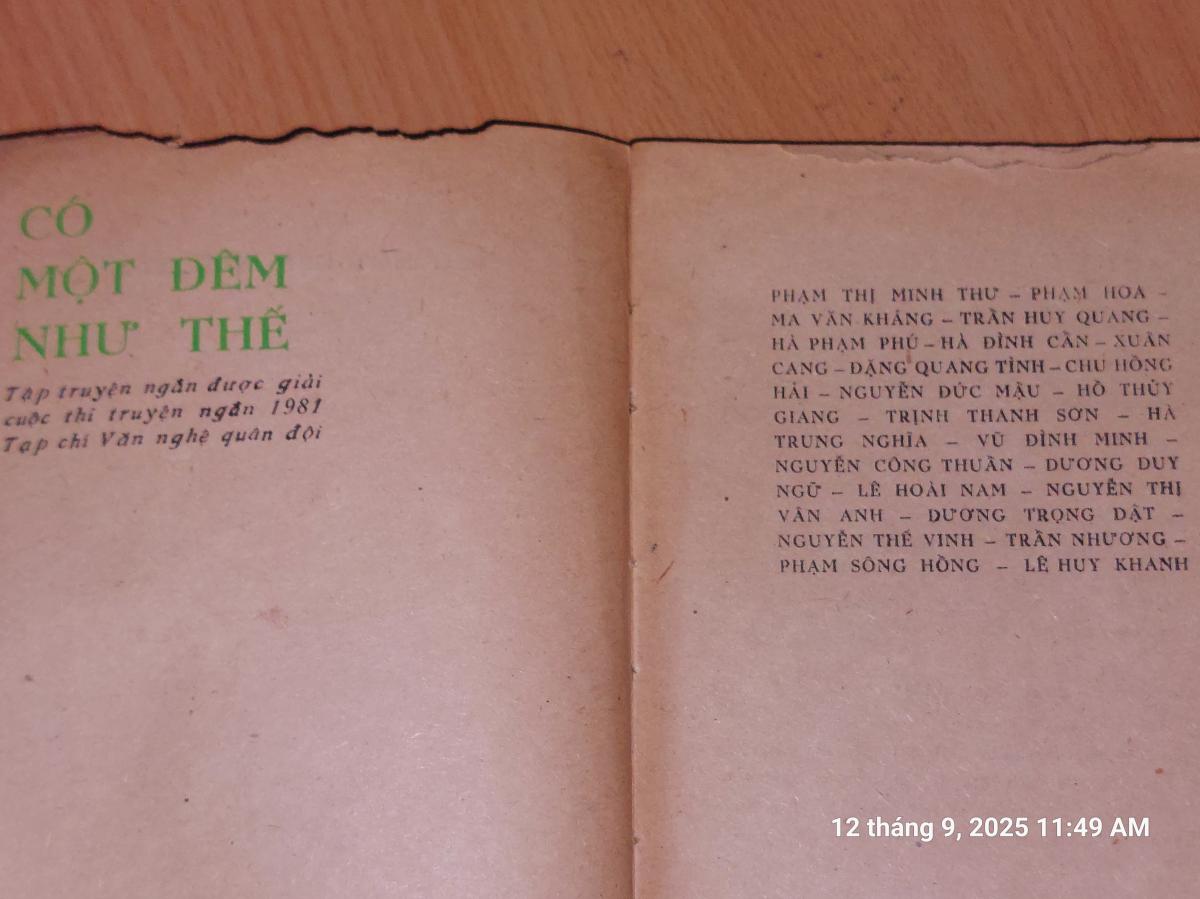 CÓ
MỘT ĐÊM
NHƯ THẾ
Tập truyện ngắn được giải
cuộc thi truyện ngắn 1981
Tạp chí Văn nghệ quân đội
PHẠM THỊ MINH THƯ – PHẠM HOA –
MA VĂN KHÁNG – TRẦN HUY QUANG –
HÀ PHẠM PHÚ – HÀ ĐÌNH CẨN – XUÂN
CANG – ĐẶNG QUANG TÌNH – CHU HỒNG
HẢI – NGUYỄN ĐỨC MẬU – HỒ THỦY
GIANG – TRỊNH THANH SƠN – HÀ
TRUNG NGHĨA – VŨ ĐÌNH MINH –
NGUYỄN CÔNG THUẦN – DƯƠNG DUY
NGỮ – LÊ HOÀI NAM – NGUYỄN THỊ
VÂN ANH – DƯƠNG TRỌNG DẬT –
NGUYỄN THẾ VINH – TRẦN NHƯƠNG –
PHẠM SÔNG HỒNG – LÊ HUY KHANH
12 tháng 9, 2025 11:49 AM